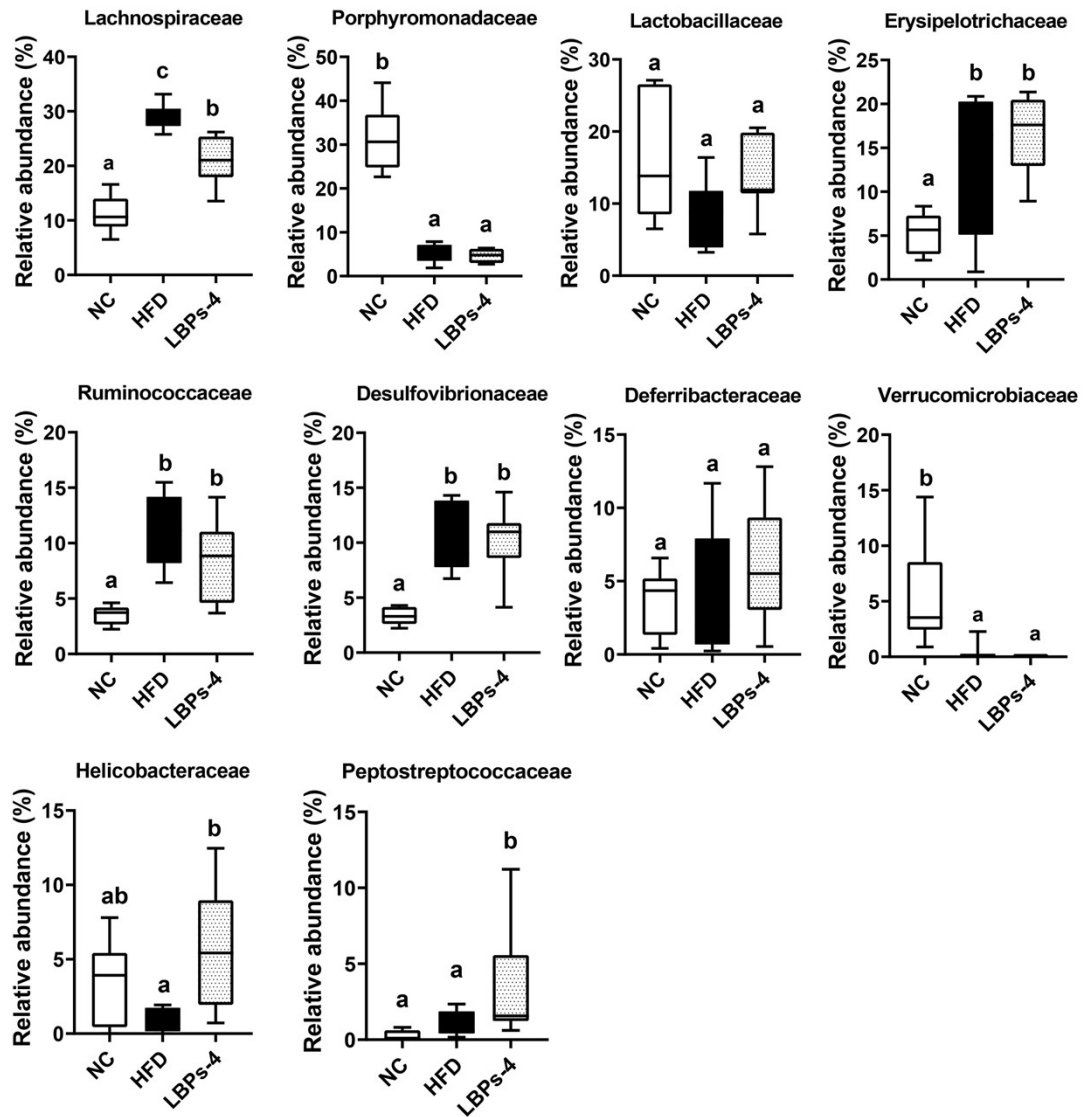 Lachnospiraceae
Relative abundance (%)
40
30
20
10
0
a
c
b
NC
HFD
LBPs-4
Porphyromonadaceae
Relative abundance (%)
50
40
30
20
10
0
b
a
a
NC
HFD
LBPs-4
Lactobacillaceae
Relative abundance (%)
30
20
10
0
a
a
a
NC
HFD
LBPs-4
Erysipelotrichaceae
Relative abundance (%)
25
20
15
10
5
0
a
b
b
NC
HFD
LBPs-4
Ruminococcaceae
Relative abundance (%)
20
15
10
5
0
a
b
b
NC
HFD
LBPs-4
Desulfovibrionaceae
Relative abundance (%)
20
15
10
5
0
a
b
b
NC
HFD
LBPs-4
Deferribacteraceae
Relative abundance (%)
15
10
5
0
a
a
a
NC
HFD
LBPs-4
Verrucomicrobiaceae
Relative abundance (%)
20
15
10
5
0
b
a
a
NC
HFD
LBPs-4
Helicobacteraceae
Relative abundance (%)
15
10
5
0
ab
a
b
NC
HFD
LBPs-4
Peptostreptococcaceae
Relative abundance (%)
15
10
5
0
a
a
b
NC
HFD
LBPs-4